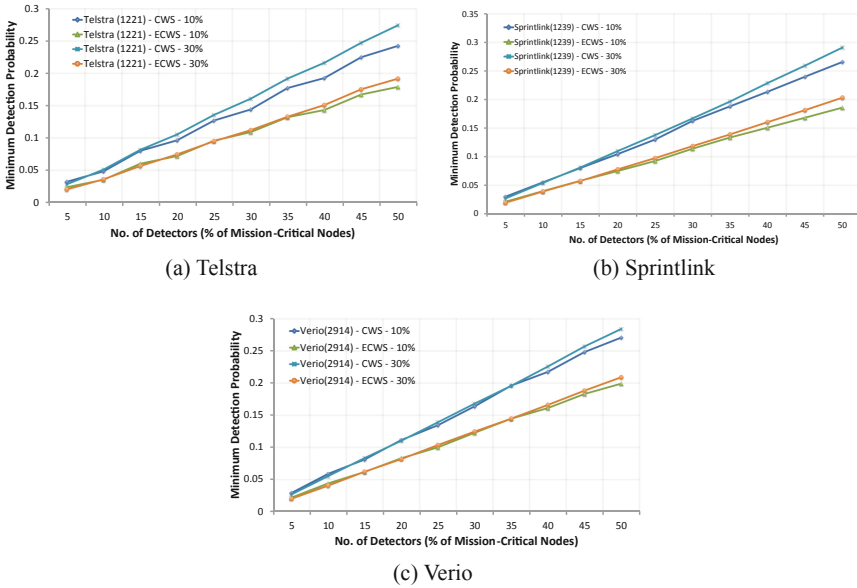 0.3
0.25
0.2
0.15
0.1
0.05
0
Minimum Detection Probability
Telstra (1221) - CWS - 10%
Telstra (1221) - ECWS - 10%
Telstra (1221) - CWS - 30%
Telstra (1221) - ECWS - 30%
5 10 15 20 25 30 35 40 45 50
No. of Detectors (% of Mission-Critical Nodes)
(a) Telstra
0.35
0.3
0.25
0.2
0.15
0.1
0.05
0
Minimum Detection Probability
Sprintlink(1239) - CWS - 10%
Sprintlink(1239) - ECWS - 10%
Sprintlink(1239) - CWS - 30%
Sprintlink(1239) - ECWS - 30%
5 10 15 20 25 30 35 40 45 50
No. of Detectors (% of Mission-Critical Nodes)
(b) Sprintlink
0.3
0.25
0.2
0.15
0.1
0.05
0
Minimum Detection Probability
Verio(2914) - CWS - 10%
Verio(2914) - ECWS - 10%
Verio(2914) - CWS - 30%
Verio(2914) - ECWS - 30%
5 10 15 20 25 30 35 40 45 50
No. of Detectors (% of Mission-Critical Nodes)
(c) Verio